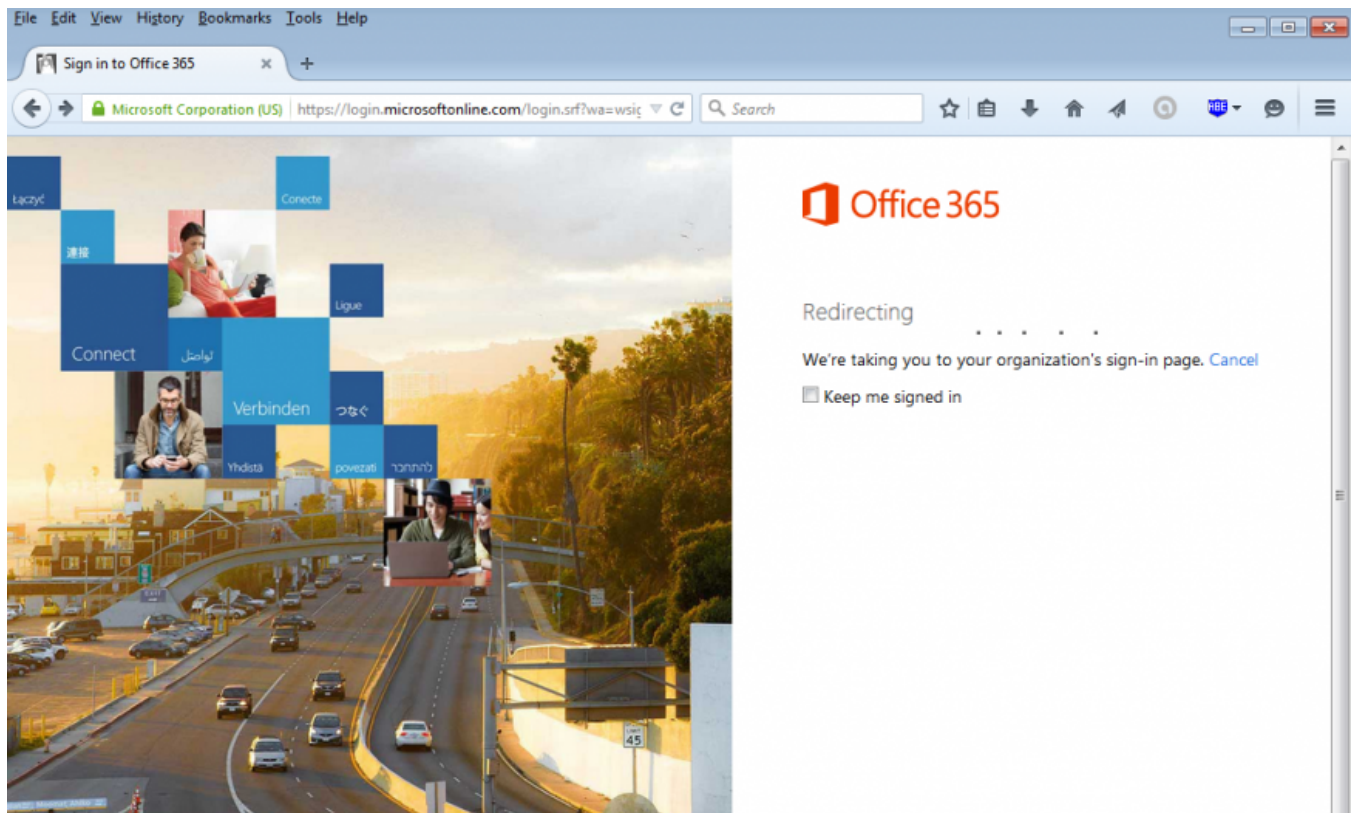 File Edit View History Bookmarks Tools Help
Sign in to Office 365
Microsoft Corporation (US) https://login.microsoftonline.com/login.srf?wa=wsig
Search
Łączyć
Conecte
連接
Ligue
Connect
تواصل
Verbinden
つなぐ
Yhdistä
povezati
להתחבר
EXIT
LIMIT
45
Office 365
Redirecting
We're taking you to your organization's sign-in page. Cancel
Keep me signed in